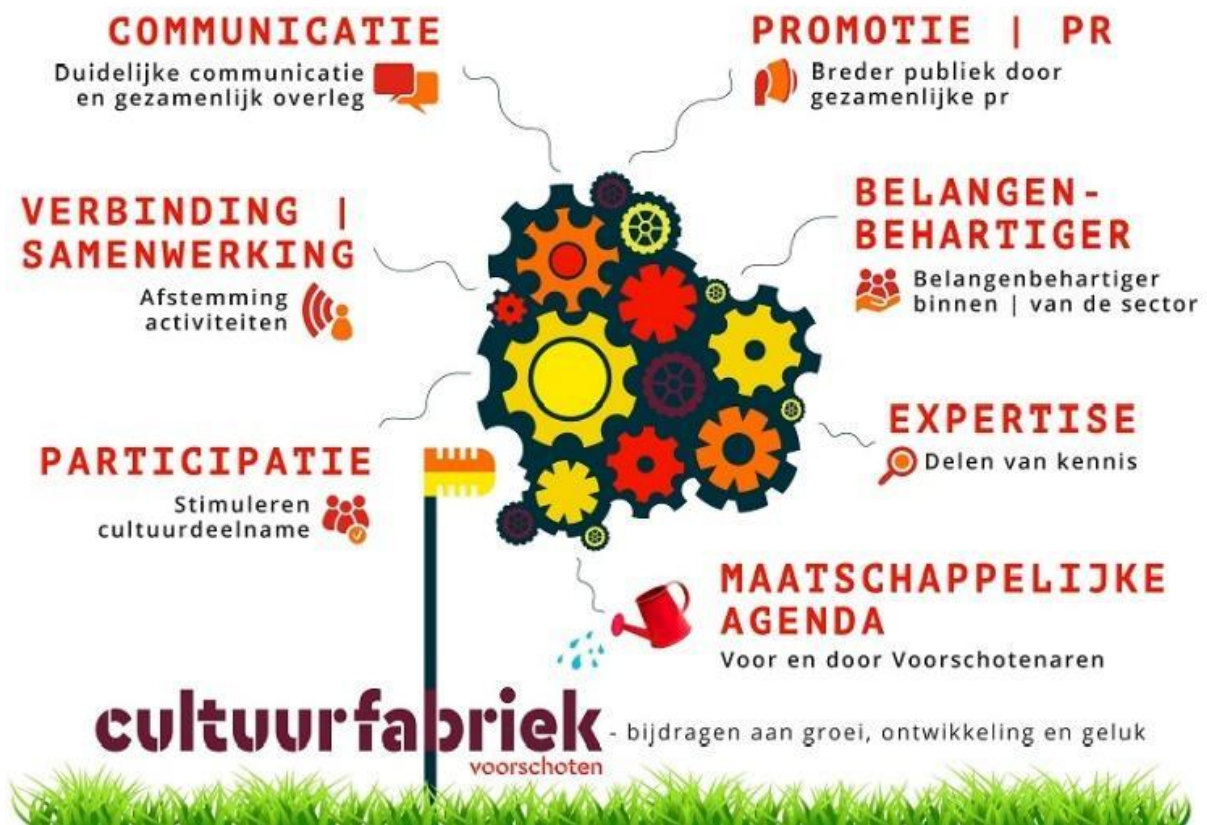 COMMUNICATIE
Duidelijke communicatie
en gezamenlijk overleg
PROMOTIE | PR
Breder publiek door
gezamenlijke pr
VERBINDING |
SAMENWERKING
Afstemming
activiteiten
BELANGEN-
BEHARTIGER
Belangenbehartiger
binnen | van de sector
PARTICIPATIE
Stimuleren
cultuurdeelname
EXPERTISE
Delen van kennis
MAATSCHAPPELIJKE
AGENDA
Voor en door Voorschotenaren
cultuurfabriek - bijdragen aan groei, ontwikkeling en geluk
voorschoten